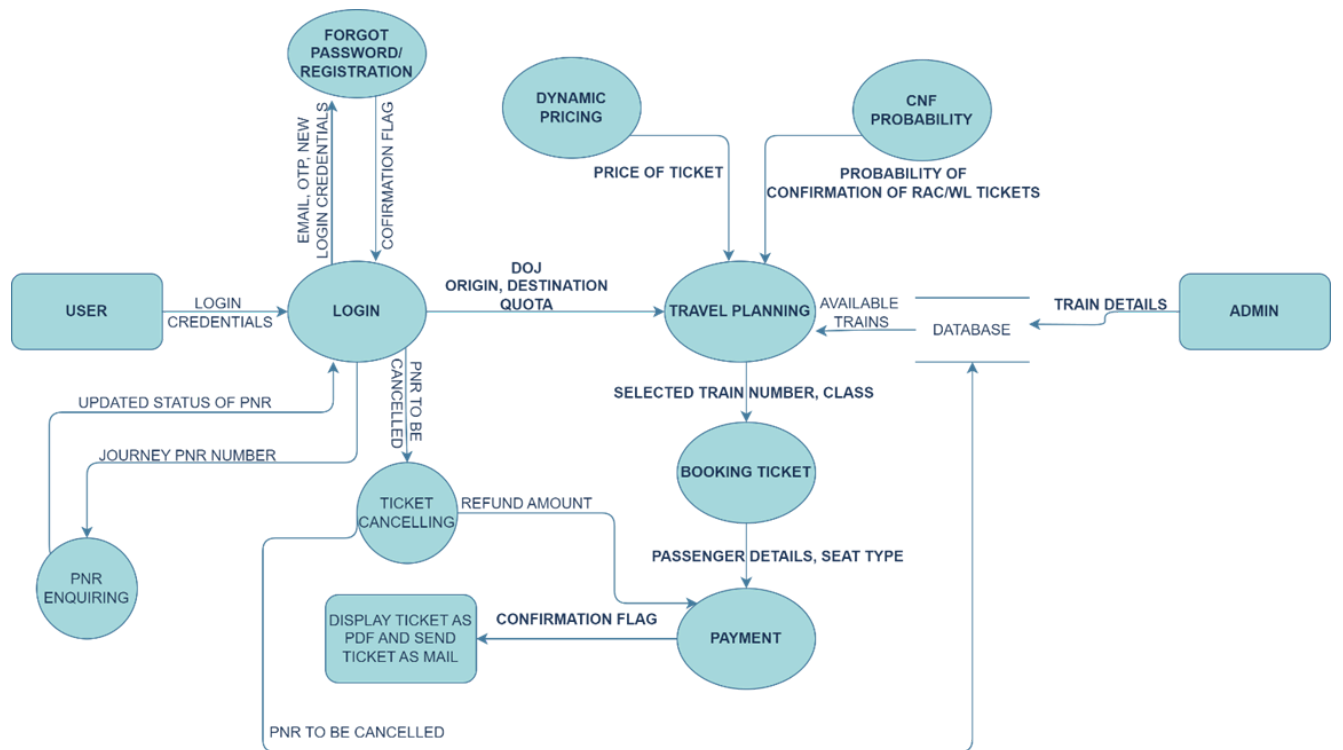 FORGOT
PASSWORD/
REGISTRATION
DYNAMIC
PRICING
CNF
PROBABILITY
EMAIL, OTP, NEW
LOGIN CREDENTIALS
COFIRMATION FLAG
PRICE OF TICKET
PROBABILITY OF
CONFIRMATION OF RAC/WL TICKETS
USER
LOGIN
CREDENTIALS
LOGIN
DOJ
ORIGIN, DESTINATION
QUOTA
TRAVEL PLANNING
AVAILABLE
TRAINS
DATABASE
TRAIN DETAILS
ADMIN
UPDATED STATUS OF PNR
PNR TO BE
CANCELLED
SELECTED TRAIN NUMBER, CLASS
JOURNEY PNR NUMBER
BOOKING TICKET
TICKET
CANCELLING
REFUND AMOUNT
PASSENGER DETAILS, SEAT TYPE
PNR
ENQUIRING
DISPLAY TICKET AS
PDF AND SEND
TICKET AS MAIL
CONFIRMATION FLAG
PAYMENT
PNR TO BE CANCELLED